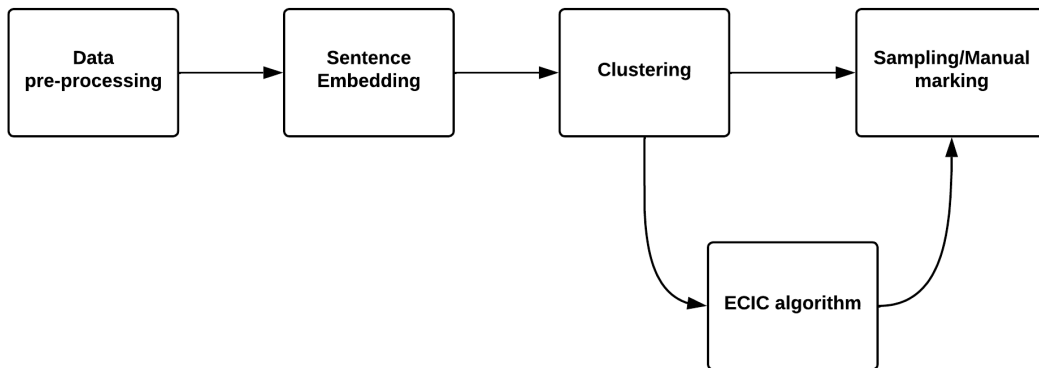 Data
pre-processing
Sentence
Embedding
Clustering
Sampling/Manual
marking
ECIC algorithm